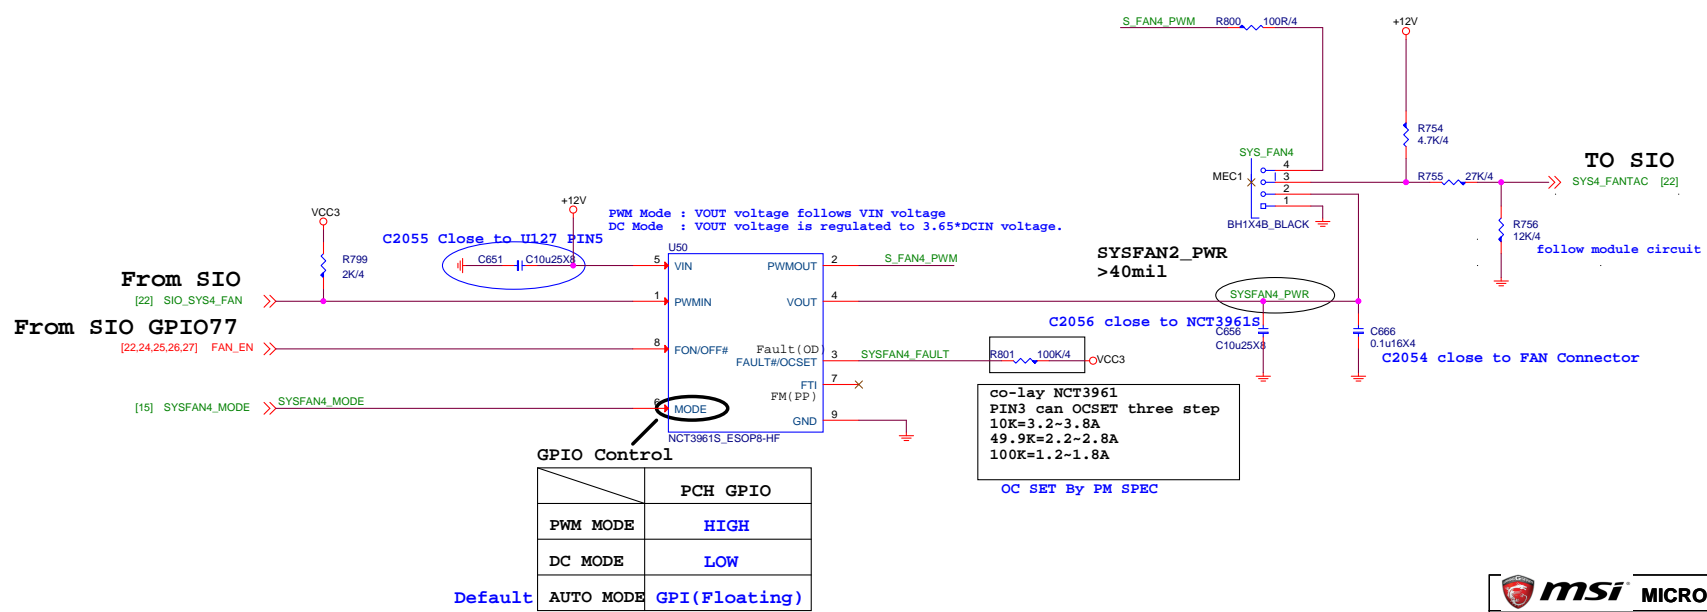 S_FAN4_PWM
R800
100R/4
+12V
R754
4.7K/4
SYS_FAN4
4
3
2
1
MEC1
BH1X4B_BLACK
R755
27K/4
TO SIO
SYS4_FANTAC [22]
R756
12K/4
follow module circuit
VCC3
+12V
PWM Mode : VOUT voltage follows VIN voltage
DC Mode : VOUT voltage is regulated to 3.65*DCIN voltage.
C2055 Close to U127 PIN5
C651
C10u25X8
R799
2K/4
U50
5
VIN
PWMOUT
2
S_FAN4_PWM
SYSFAN2_PWR
>40mil
From SIO
[22] SIO_SYS4_FAN
1
PWMIN
VOUT
4
SYSFAN4_PWR
From SIO GPIO77
[22,24,25,26,27] FAN_EN
8
FON/OFF#
Fault(OD)
FAULT#/OCSET
3
SYSFAN4_FAULT
R801
100K/4
VCC3
C2056 close to NCT3961S
C656
C10u25X8
C666
0.1u16X4
C2054 close to FAN Connector
FTI
7
FM(PP)
[15] SYSFAN4_MODE
SYSFAN4_MODE
6
MODE
GND
9
NCT3961S_ESOP8-HF
co-lay NCT3961
PIN3 can OCSET three step
10K=3.2~3.8A
49.9K=2.2~2.8A
100K=1.2~1.8A
OC SET By PM SPEC
GPIO Control
PCH GPIO
PWM MODE HIGH
DC MODE LOW
Default AUTO MODE GPI(Floating)
msi MICRO